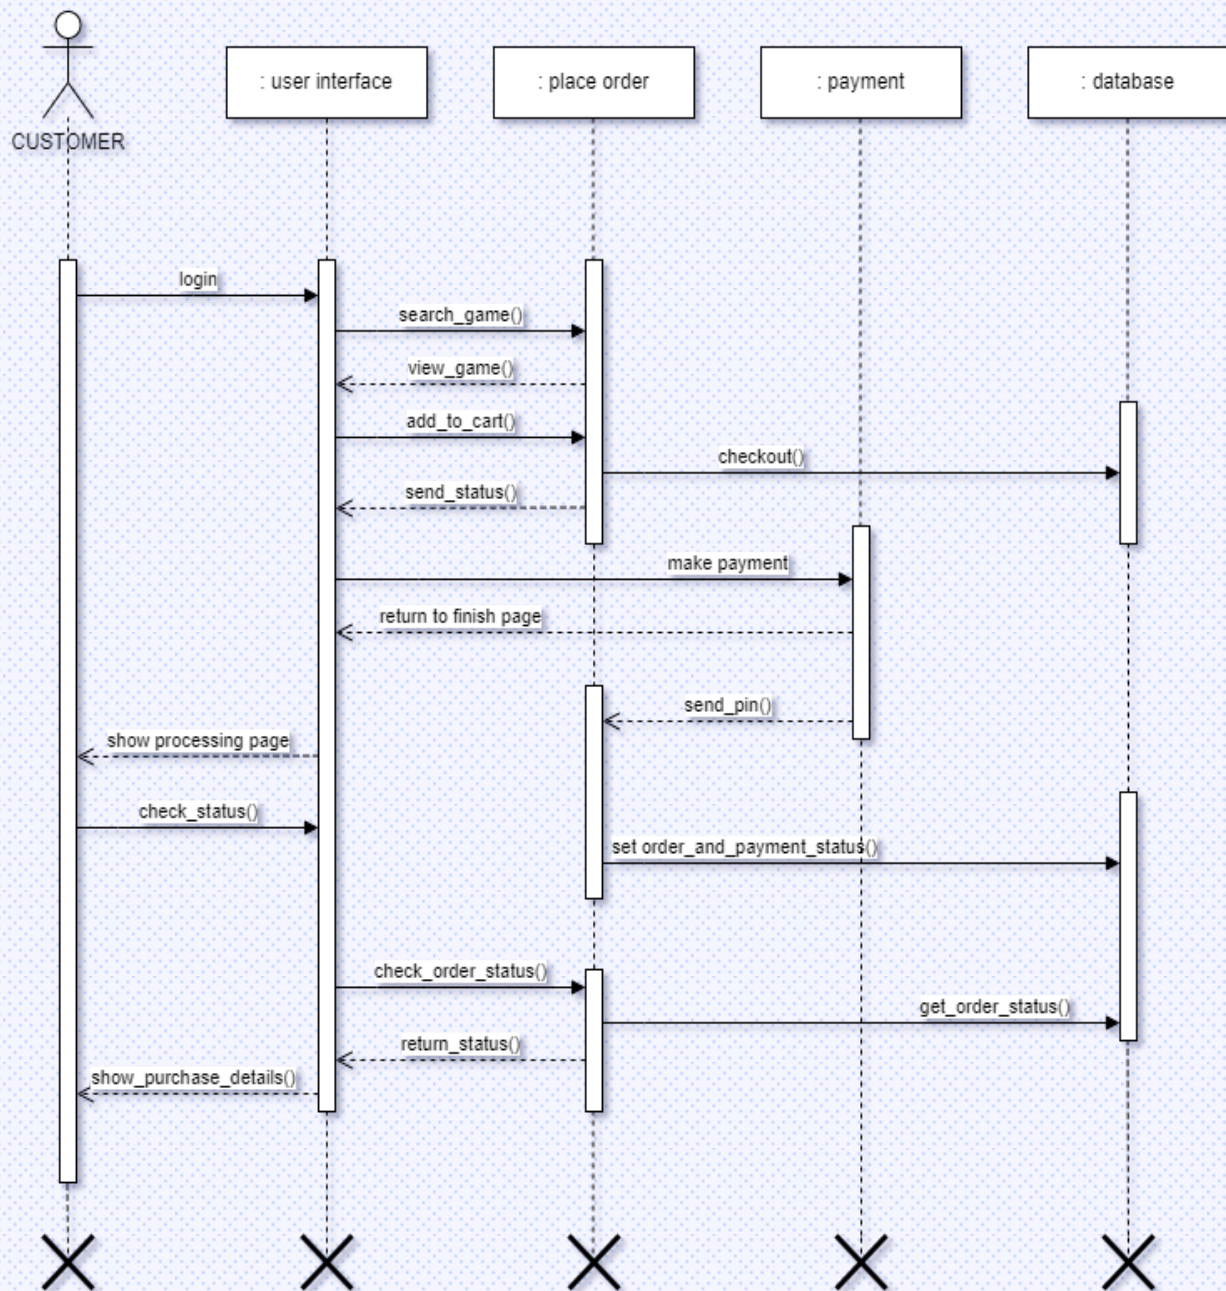 : user interface
: place order
: payment
: database
CUSTOMER
login
search_game()
view_game()
add_to_cart()
checkout()
send_status()
make payment
return to finish page
send_pin()
show processing page
check_status()
set order_and_payment_status()
check_order_status()
get_order_status()
return_status()
show_purchase_details()